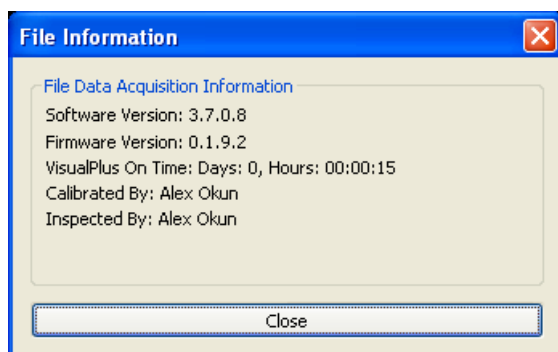 File Information
File Data Acquisition Information
Software Version: 3.7.0.8
Firmware Version: 0.1.9.2
VisualPlus On Time: Days: 0, Hours: 00:00:15
Calibrated By: Alex Okun
Inspected By: Alex Okun
Close